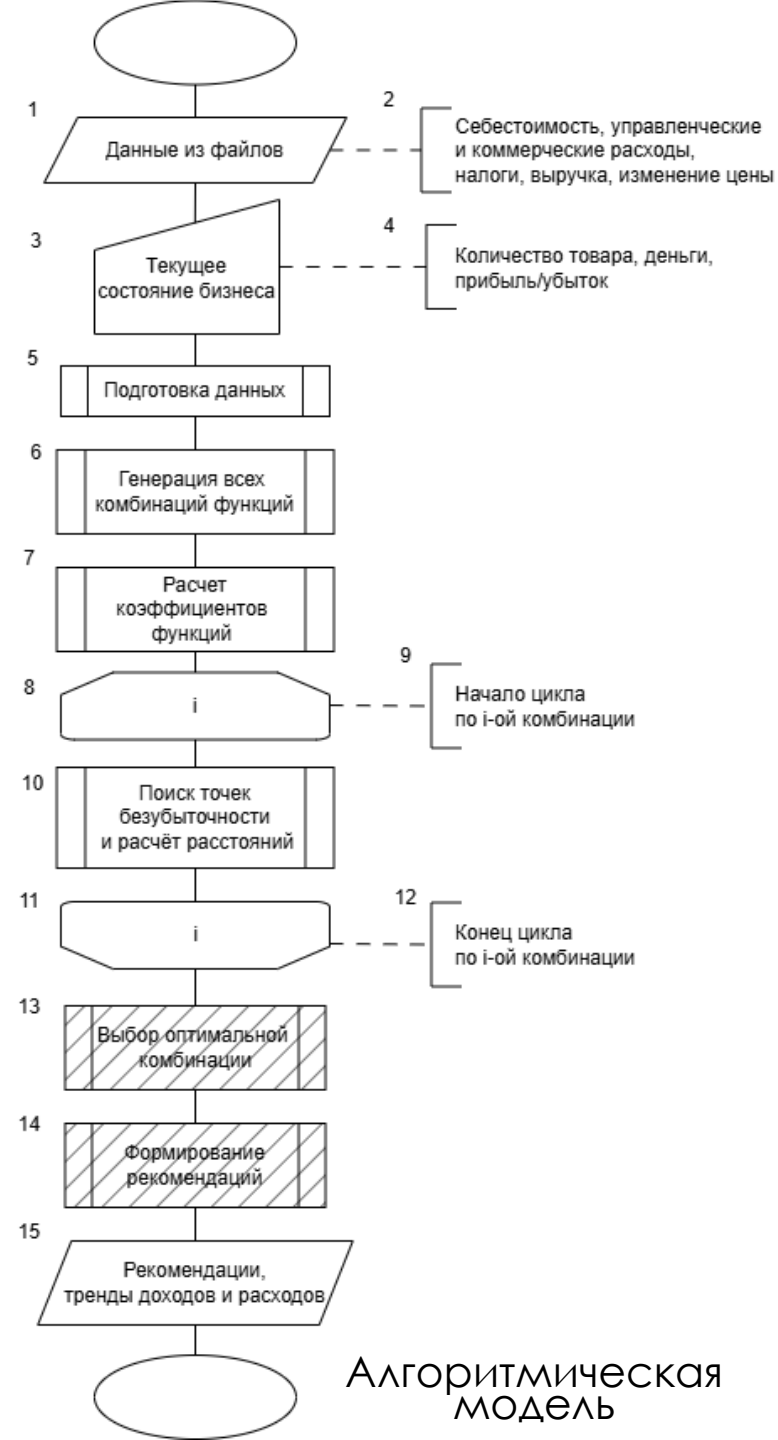 1
Данные из файлов
2
Себестоимость, управленческие
и коммерческие расходы,
налоги, выручка, изменение цены
3
Текущее
состояние бизнеса
4
Количество товара, деньги,
прибыль/убыток
5
Подготовка данных
6
Генерация всех
комбинаций функций
7
Расчет
коэффициентов
функций
8
i
9
Начало цикла
по i-ой комбинации
10
Поиск точек
безубыточности
и расчёт расстояний
11
i
12
Конец цикла
по i-ой комбинации
13
Выбор оптимальной
комбинации
14
Формирование
рекомендаций
15
Рекомендации,
тренды доходов и расходов
Алгоритмическая
модель